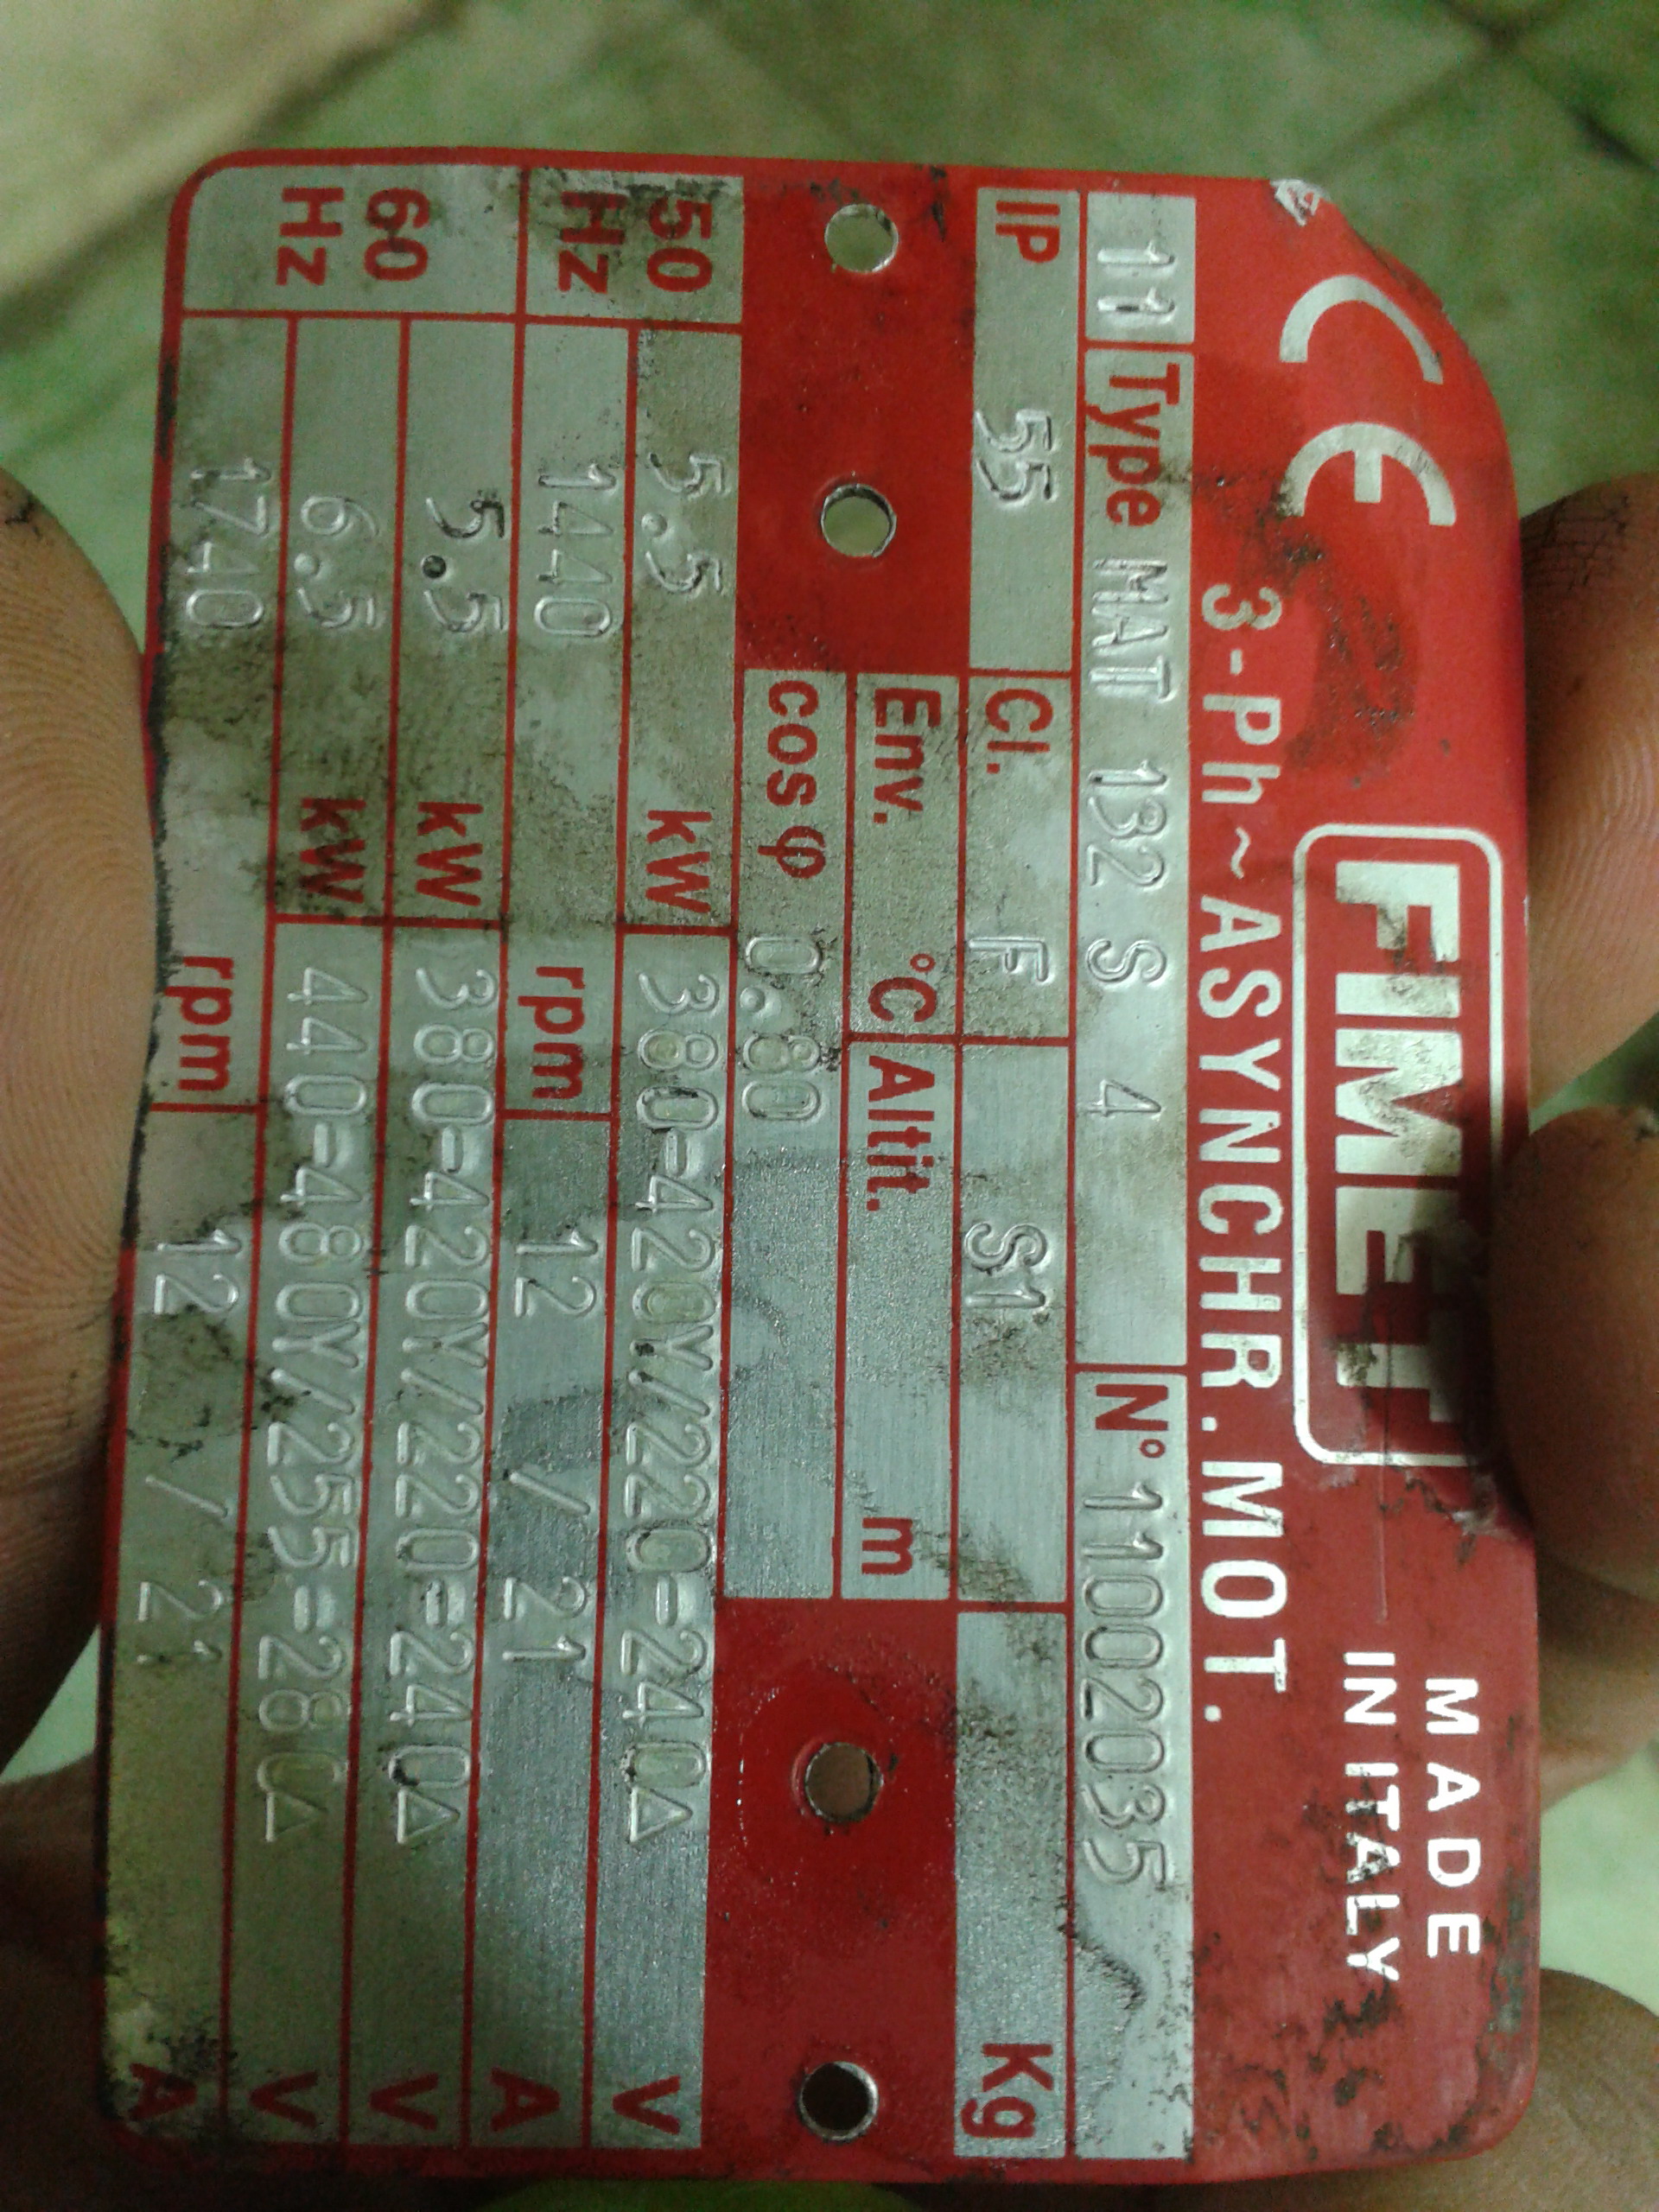 CE FIMET MADE
IN ITALY
3-Ph~ASYNCHR.MOT.
11 Type MAT 132 S 4 N° 11002035
IP 55 Cl. F S1 Kg
Env. °C Altit. m
cos φ 0.80
50 Hz 5.5 kW 380-420Y/220-240Δ V
1440 rpm 12 / 21 A
60 Hz 5.5 kW 380-420Y/220-240Δ V
6.5 kW 440-480Y/255-280Δ V
1740 rpm 12 / 21 A